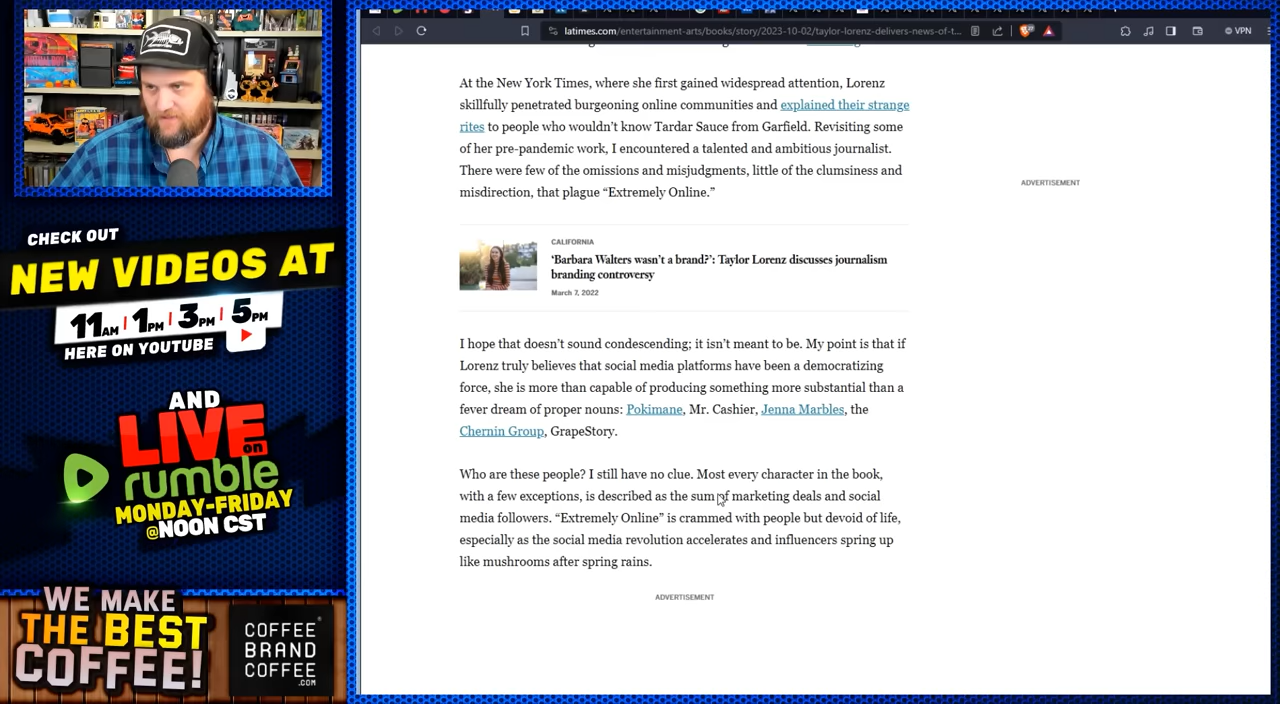 CHECK OUT
NEW VIDEOS AT
11AM | 1PM | 3PM | 5PM
HERE ON YOUTUBE
AND
LIVE on
rumble
MONDAY-FRIDAY
@NOON CST
WE MAKE
THE BEST
COFFEE!
COFFEE
BRAND
COFFEE
.COM
latimes.com/entertainment-arts/books/story/2023-10-02/taylor-lorenz-delivers-news-of-t...
VPN
At the New York Times, where she first gained widespread attention, Lorenz
skillfully penetrated burgeoning online communities and explained their strange
rites to people who wouldn’t know Tardar Sauce from Garfield. Revisiting some
of her pre-pandemic work, I encountered a talented and ambitious journalist.
There were few of the omissions and misjudgments, little of the clumsiness and
misdirection, that plague “Extremely Online.”
ADVERTISEMENT
CALIFORNIA
‘Barbara Walters wasn’t a brand?’: Taylor Lorenz discusses journalism
branding controversy
March 7, 2022
I hope that doesn’t sound condescending; it isn’t meant to be. My point is that if
Lorenz truly believes that social media platforms have been a democratizing
force, she is more than capable of producing something more substantial than a
fever dream of proper nouns: Pokimane, Mr. Cashier, Jenna Marbles, the
Chernin Group, GrapeStory.
Who are these people? I still have no clue. Most every character in the book,
with a few exceptions, is described as the sum of marketing deals and social
media followers. “Extremely Online” is crammed with people but devoid of life,
especially as the social media revolution accelerates and influencers spring up
like mushrooms after spring rains.
ADVERTISEMENT